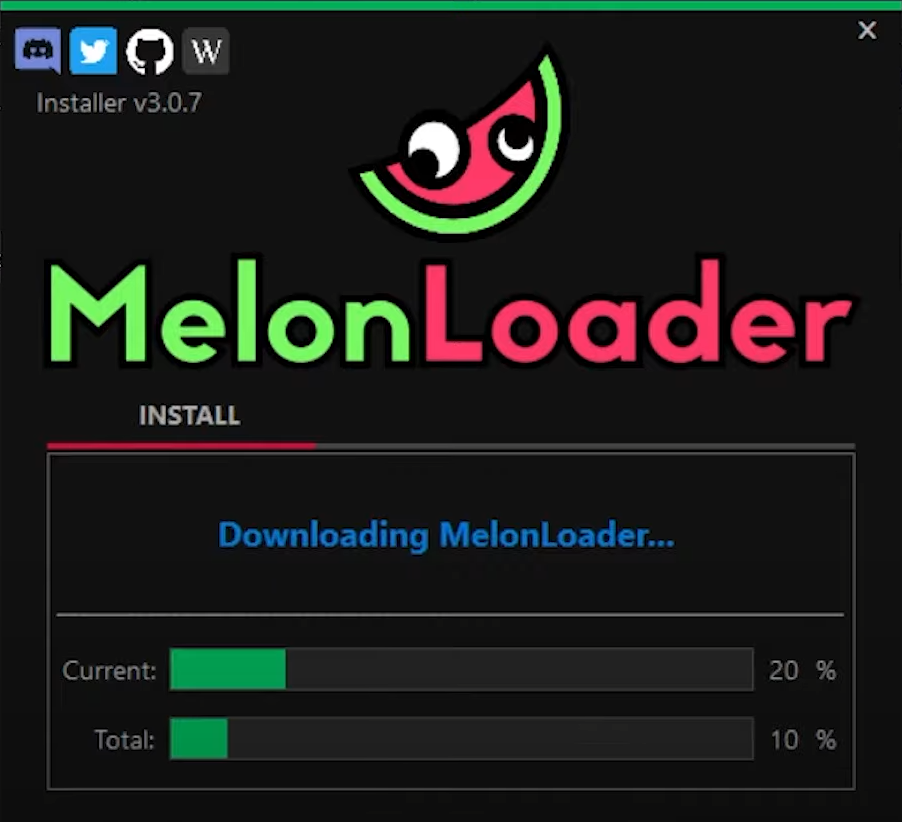 W
Installer v3.0.7
MelonLoader
INSTALL
Downloading MelonLoader...
Current: 20 %
Total: 10 %